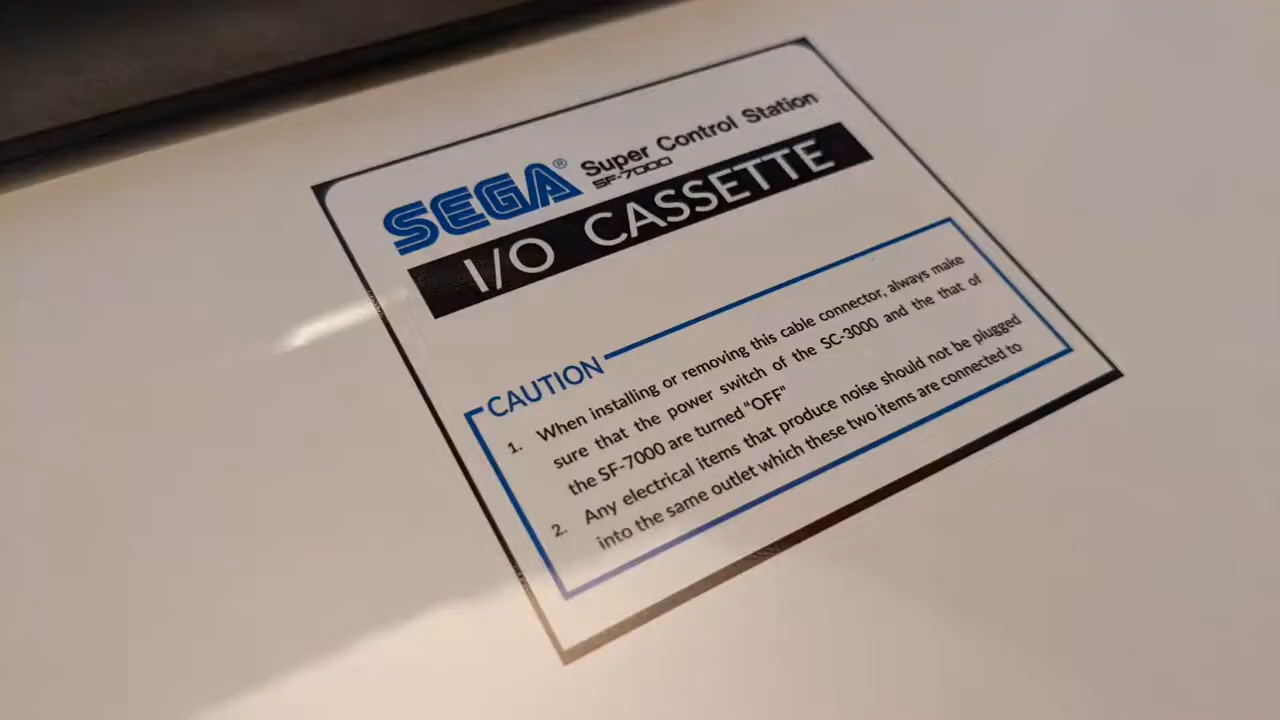 SEGA® Super Control Station
SF-7000
I/O CASSETTE
CAUTION
1. When installing or removing this cable connector, always make
sure that the power switch of the SC-3000 and the that of
the SF-7000 are turned “OFF”
2. Any electrical items that produce noise should not be plugged
into the same outlet which these two items are connected to